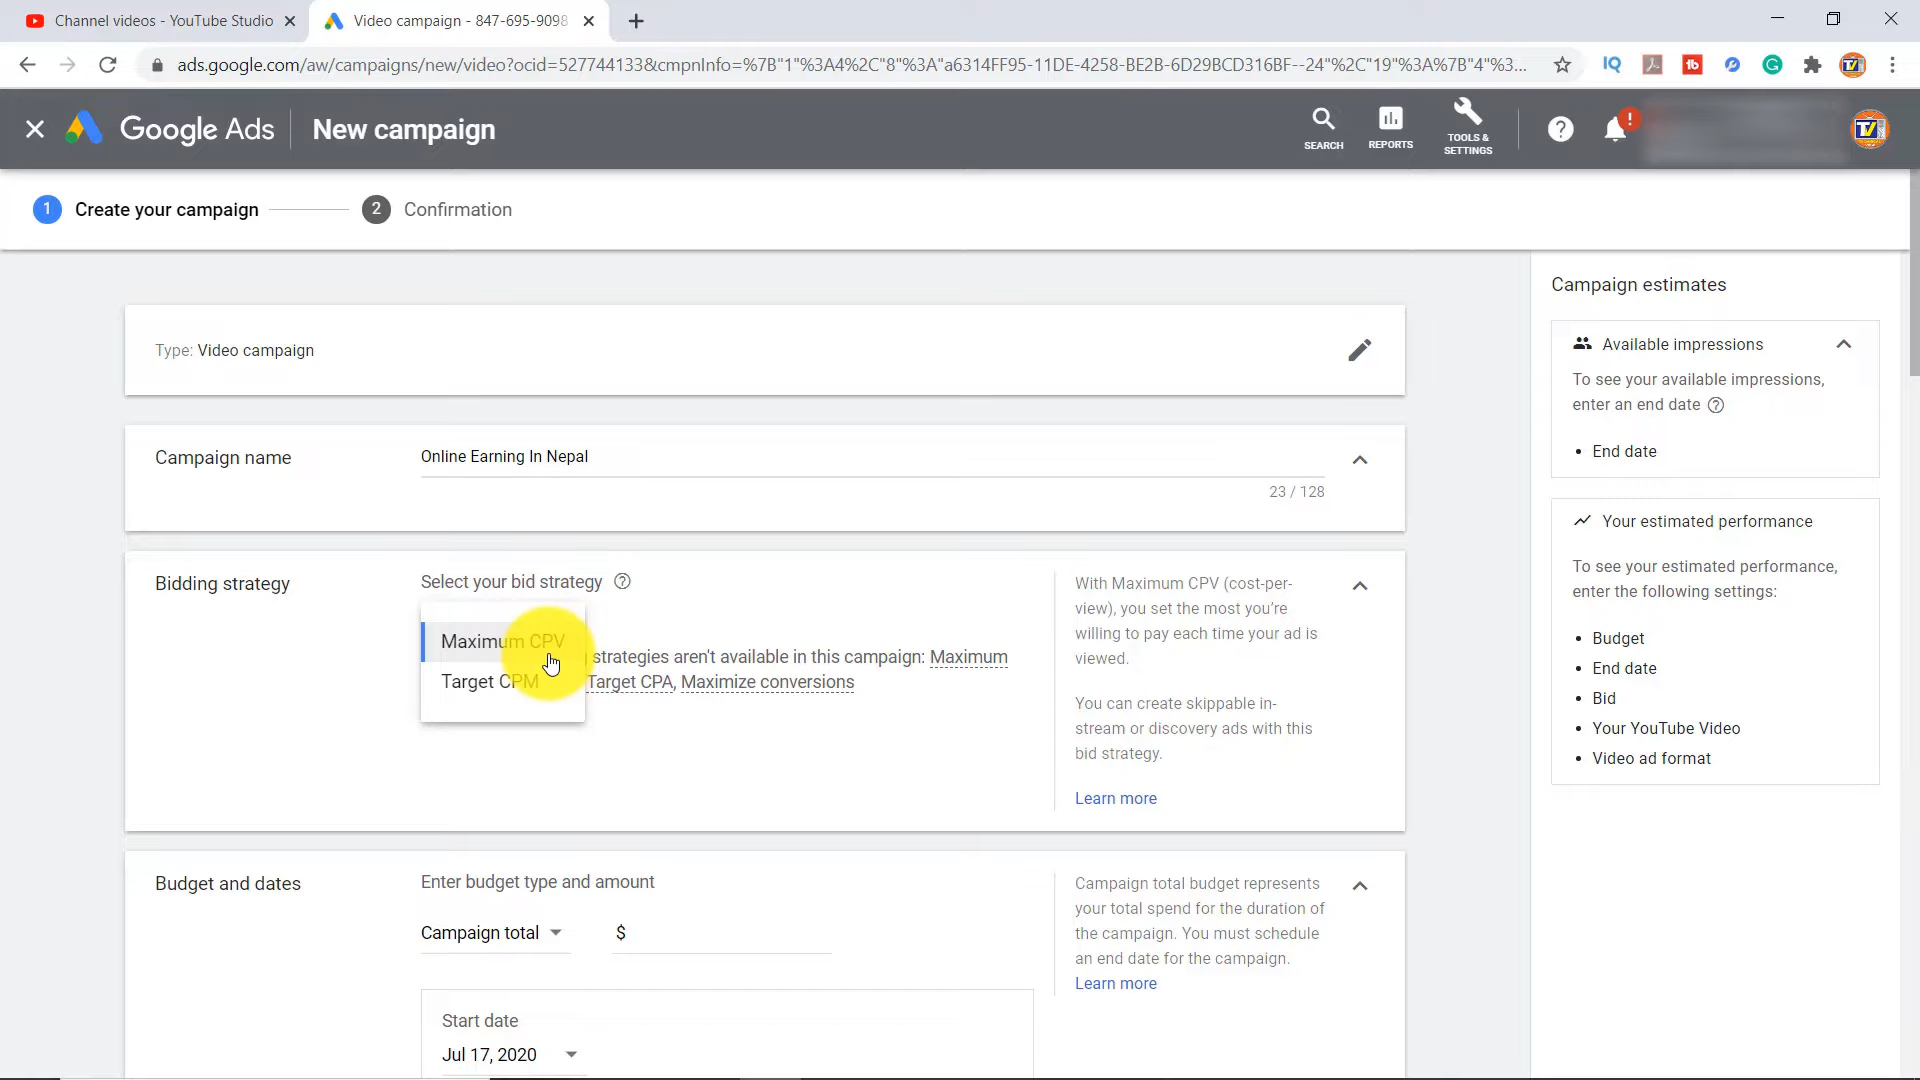 Channel videos - YouTube Studio
Video campaign - 847-695-9098
ads.google.com/aw/campaigns/new/video?ocid=527744133&cmpnInfo=%7B"1"%3A4%2C"8"%3A"a6314FF95-11DE-4258-BE2B-6D29BCD316BF--24"%2C"19"%3A%7B"4"%3...
IQ
tb
Google Ads
New campaign
SEARCH
REPORTS
TOOLS &
SETTINGS
!
TV
1 Create your campaign
2 Confirmation
Type: Video campaign
Campaign name
Online Earning In Nepal
23 / 128
Bidding strategy
Select your bid strategy
Maximum CPV
Target CPM
strategies aren't available in this campaign: Maximum
Target CPA, Maximize conversions
With Maximum CPV (cost-per-
view), you set the most you're
willing to pay each time your ad is
viewed.
You can create skippable in-
stream or discovery ads with this
bid strategy.
Learn more
Budget and dates
Enter budget type and amount
Campaign total
$
Start date
Jul 17, 2020
Campaign total budget represents
your total spend for the duration of
the campaign. You must schedule
an end date for the campaign.
Learn more
Campaign estimates
Available impressions
To see your available impressions,
enter an end date
• End date
Your estimated performance
To see your estimated performance,
enter the following settings:
• Budget
• End date
• Bid
• Your YouTube Video
• Video ad format